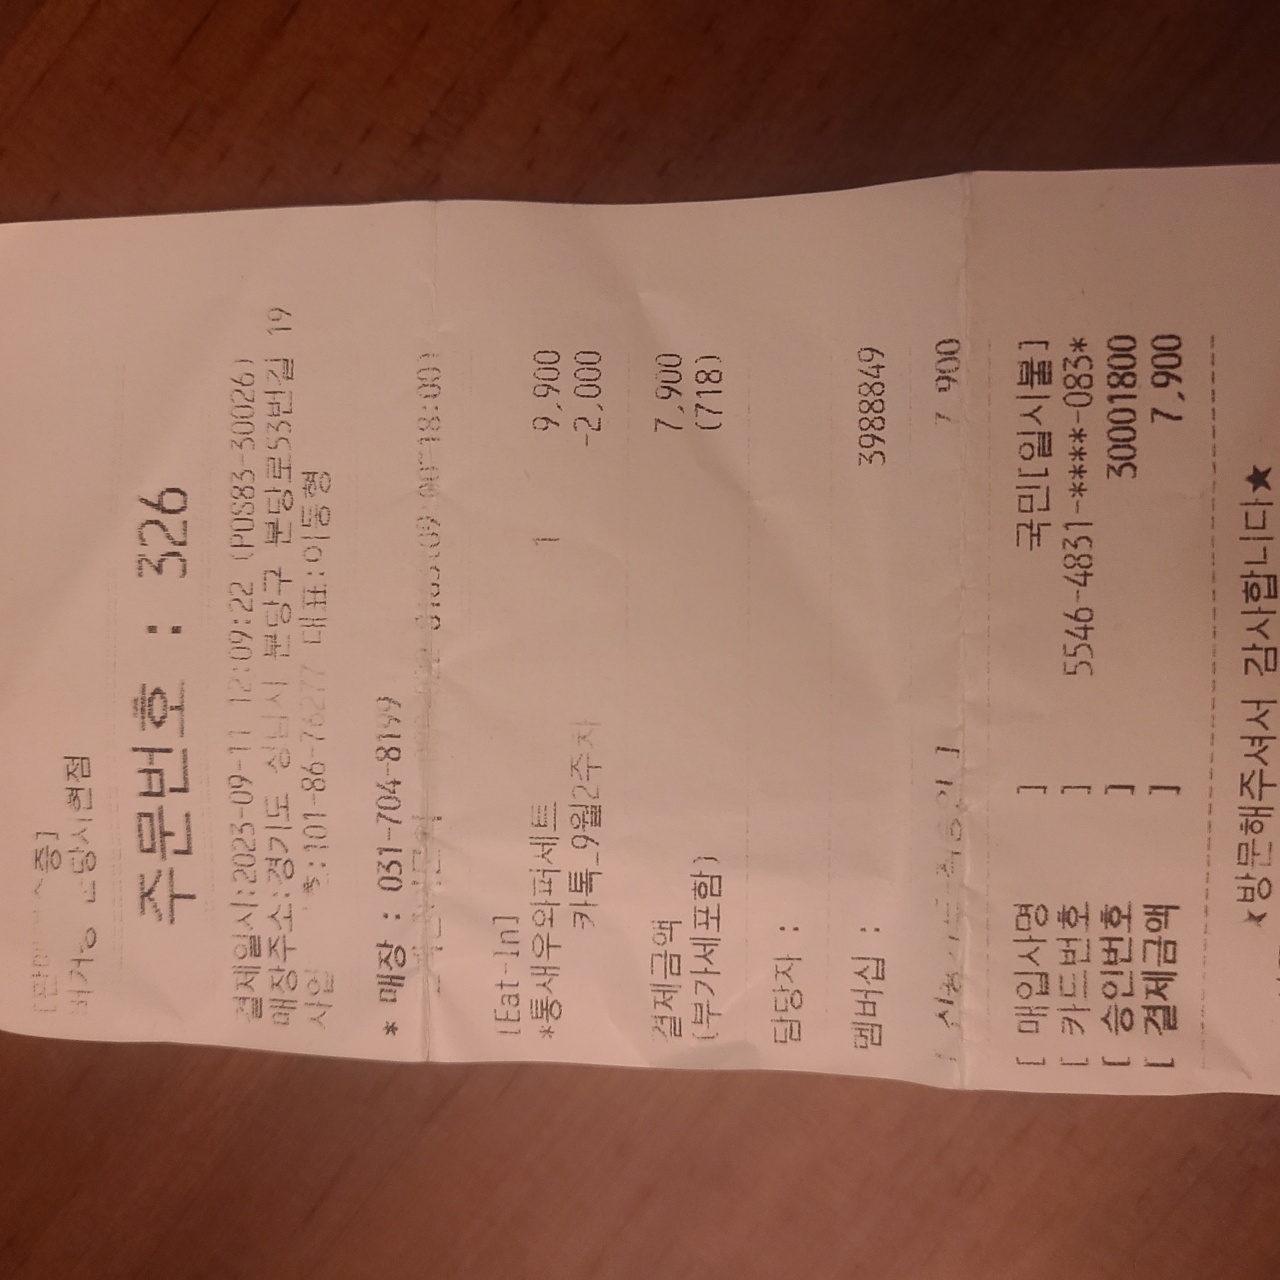 분당서현점
주문번호 : 326
결제일시:2023-09-11 12:09:22 (POS83-30026)
매장주소:경기도 성남시 분당구 분당로53번길 19
:101-86-76277 대표:이동형
* 매장 : 031-704-8199
[Eat-In]
*통새우와퍼세트 1 9,900
카톡_9월2주차 -2,000
결제금액 7,900
(부가세포함) (718)
담당자 :
멤버십 : 3988849
7,900
[ 매입사명 ] 국민[일시불]
[ 카드번호 ] 5546-4831-****-083*
[ 승인번호 ] 30001800
[ 결제금액 ] 7,900
★방문해주셔서 감사합니다★